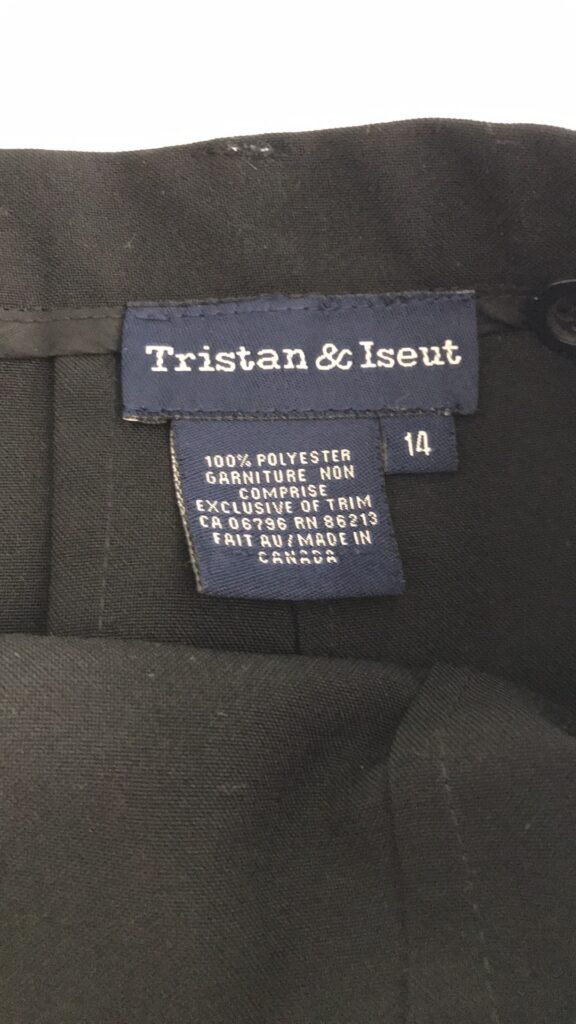 Tristan & Iseut
14
100% POLYESTER
GARNITURE NON
COMPRISE
EXCLUSIVE OF TRIM
CA 06796 RN 86213
FAIT AU/MADE IN
CANADA